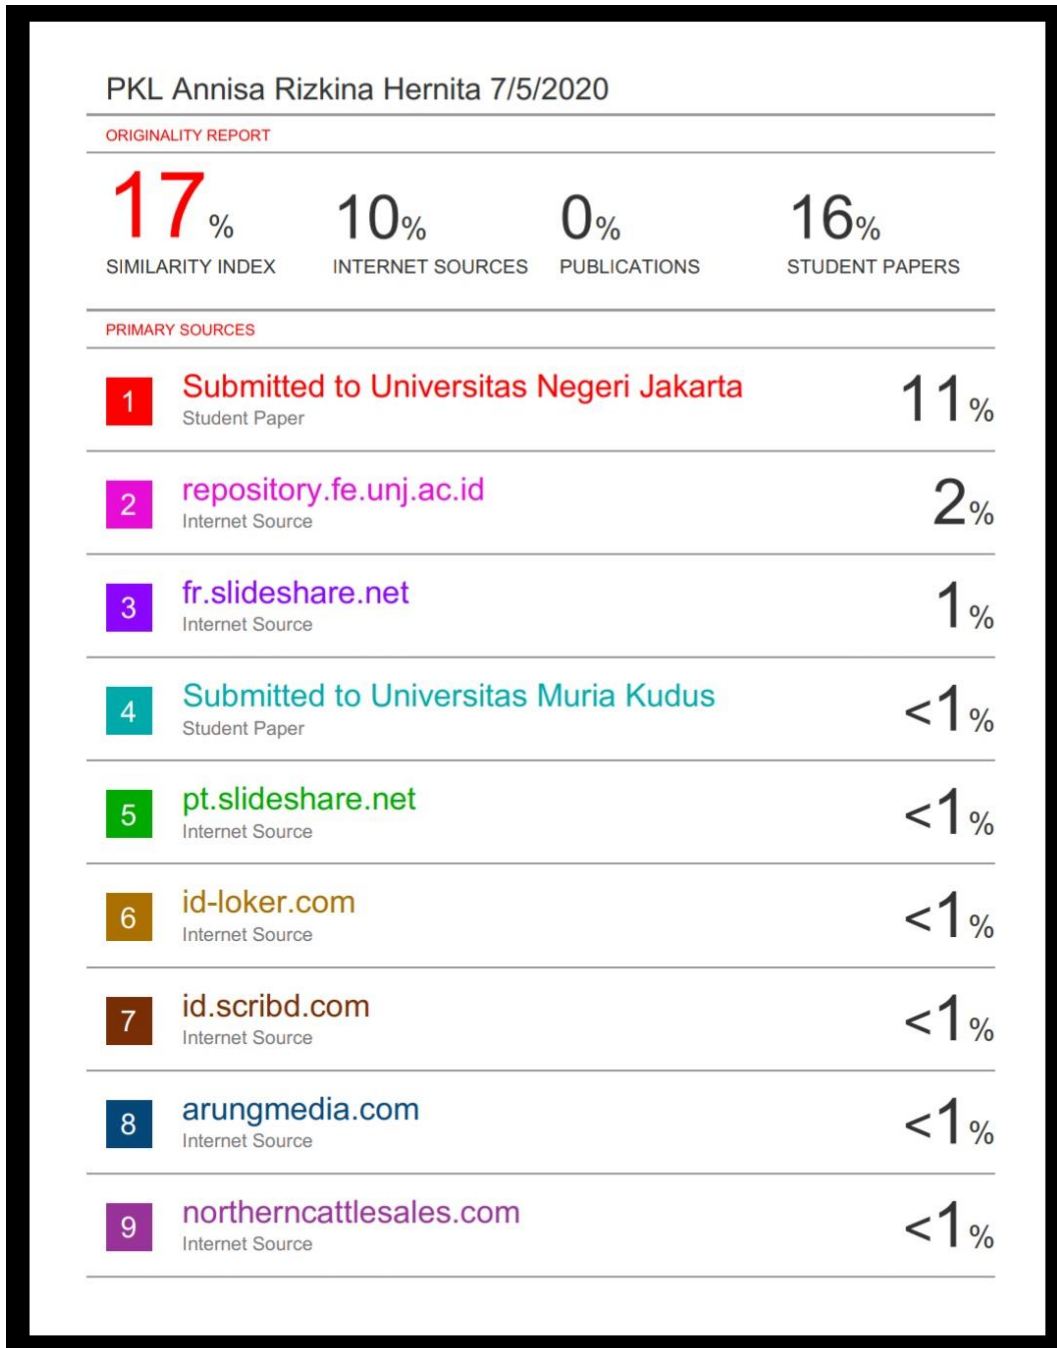 PKL Annisa Rizkina Hernita 7/5/2020
ORIGINALITY REPORT
17% 10% 0% 16%
SIMILARITY INDEX INTERNET SOURCES PUBLICATIONS STUDENT PAPERS
PRIMARY SOURCES
1 Submitted to Universitas Negeri Jakarta 11%
Student Paper
2 repository.fe.unj.ac.id 2%
Internet Source
3 fr.slideshare.net 1%
Internet Source
4 Submitted to Universitas Muria Kudus <1%
Student Paper
5 pt.slideshare.net <1%
Internet Source
6 id-loker.com <1%
Internet Source
7 id.scribd.com <1%
Internet Source
8 arungmedia.com <1%
Internet Source
9 northerncattlesales.com <1%
Internet Source